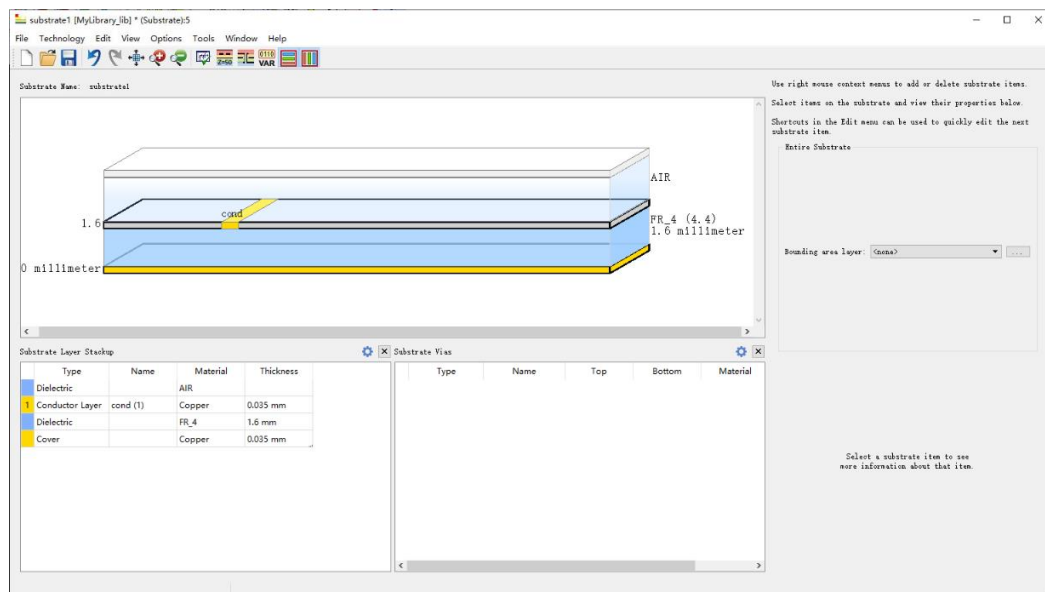 substrate1 [MyLibrary_lib] * (Substrate):5
File Technology Edit View Options Tools Window Help
Z=50
0110
VAR
Substrate Name: substrate1
Use right mouse context menus to add or delete substrate items.
Select items on the substrate and view their properties below.
Shortcuts in the Edit menu can be used to quickly edit the next
substrate item.
Entire Substrate
AIR
cond
1.6
FR_4 (4.4)
1.6 millimeter
0 millimeter
Bounding area layer: <none> ...
Substrate Layer Stackup
Type Name Material Thickness
Dielectric AIR
1 Conductor Layer cond (1) Copper 0.035 mm
Dielectric FR_4 1.6 mm
Cover Copper 0.035 mm
Substrate Vias
Type Name Top Bottom Material
Select a substrate item to see
more information about that item.